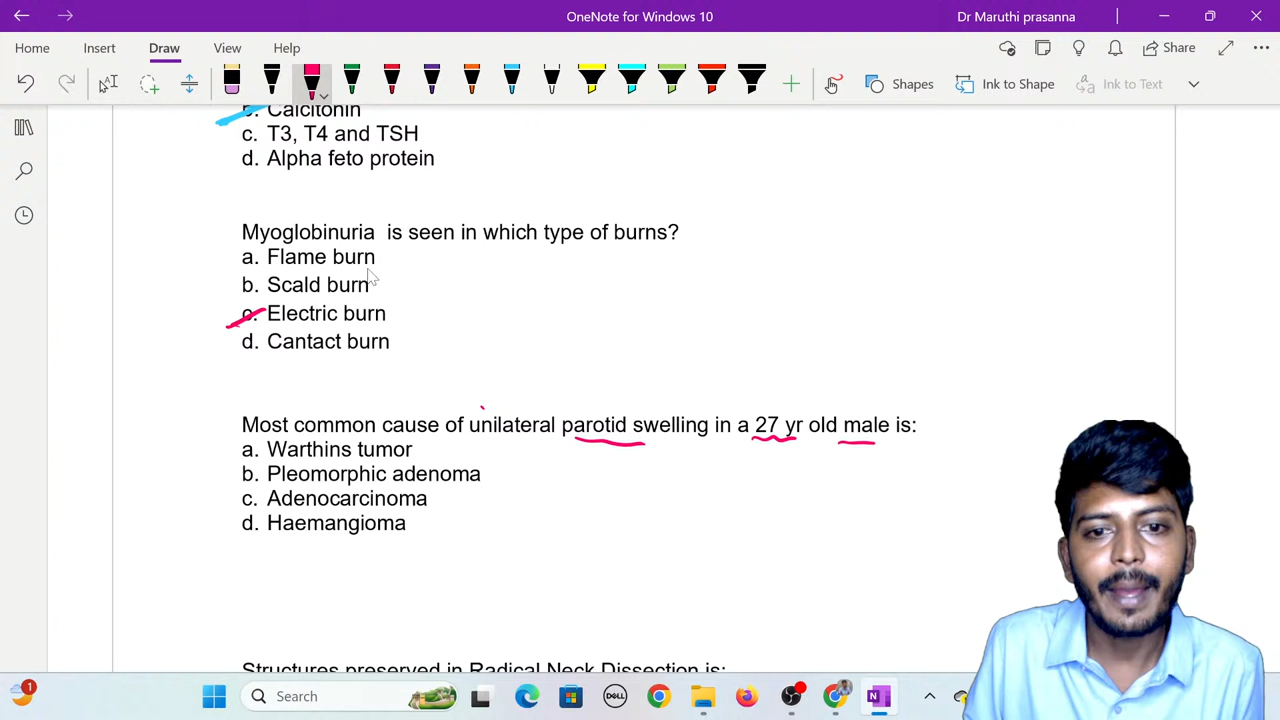 OneNote for Windows 10
Dr Maruthi prasanna
Home Insert Draw View Help
Share
Shapes
Ink to Shape
Ink to Math
b. Calcitonin
c. T3, T4 and TSH
d. Alpha feto protein
Myoglobinuria is seen in which type of burns?
a. Flame burn
b. Scald burn
c. Electric burn
d. Cantact burn
Most common cause of unilateral parotid swelling in a 27 yr old male is:
a. Warthins tumor
b. Pleomorphic adenoma
c. Adenocarcinoma
d. Haemangioma
Structures preserved in Radical Neck Dissection is:
1
Search
DELL
N